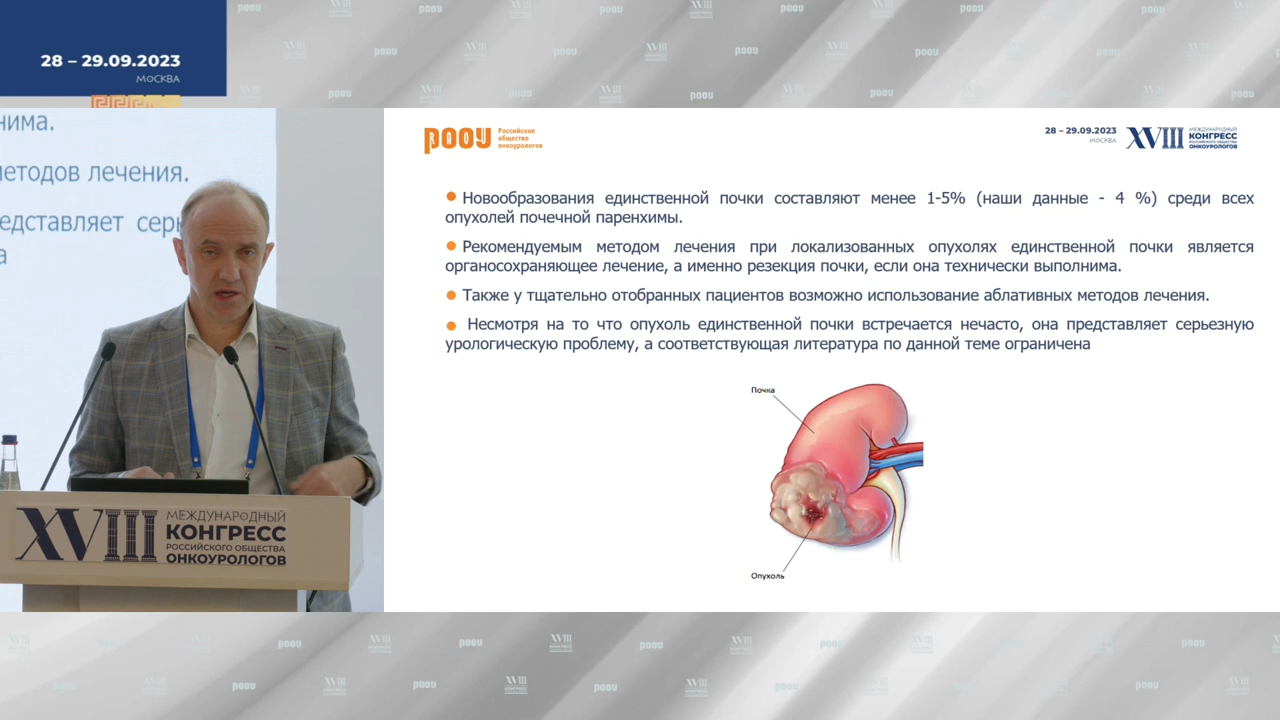 28 – 29.09.2023
МОСКВА
нима.
методов лечения.
едставляет серь
а
XVIII
МЕЖДУНАРОДНЫЙ
КОНГРЕСС
РОССИЙСКОГО ОБЩЕСТВА
ОНКОУРОЛОГОВ
РООУ
Российское
общество
онкоурологов
28 – 29.09.2023
МОСКВА
XVIII
МЕЖДУНАРОДНЫЙ
КОНГРЕСС
РОССИЙСКОГО ОБЩЕСТВА
ОНКОУРОЛОГОВ
Новообразования единственной почки составляют менее 1-5% (наши данные - 4 %) среди всех
опухолей почечной паренхимы.
Рекомендуемым методом лечения при локализованных опухолях единственной почки является
органосохраняющее лечение, а именно резекция почки, если она технически выполнима.
Также у тщательно отобранных пациентов возможно использование аблативных методов лечения.
Несмотря на то что опухоль единственной почки встречается нечасто, она представляет серьезную
урологическую проблему, а соответствующая литература по данной теме ограничена
Почка
Опухоль